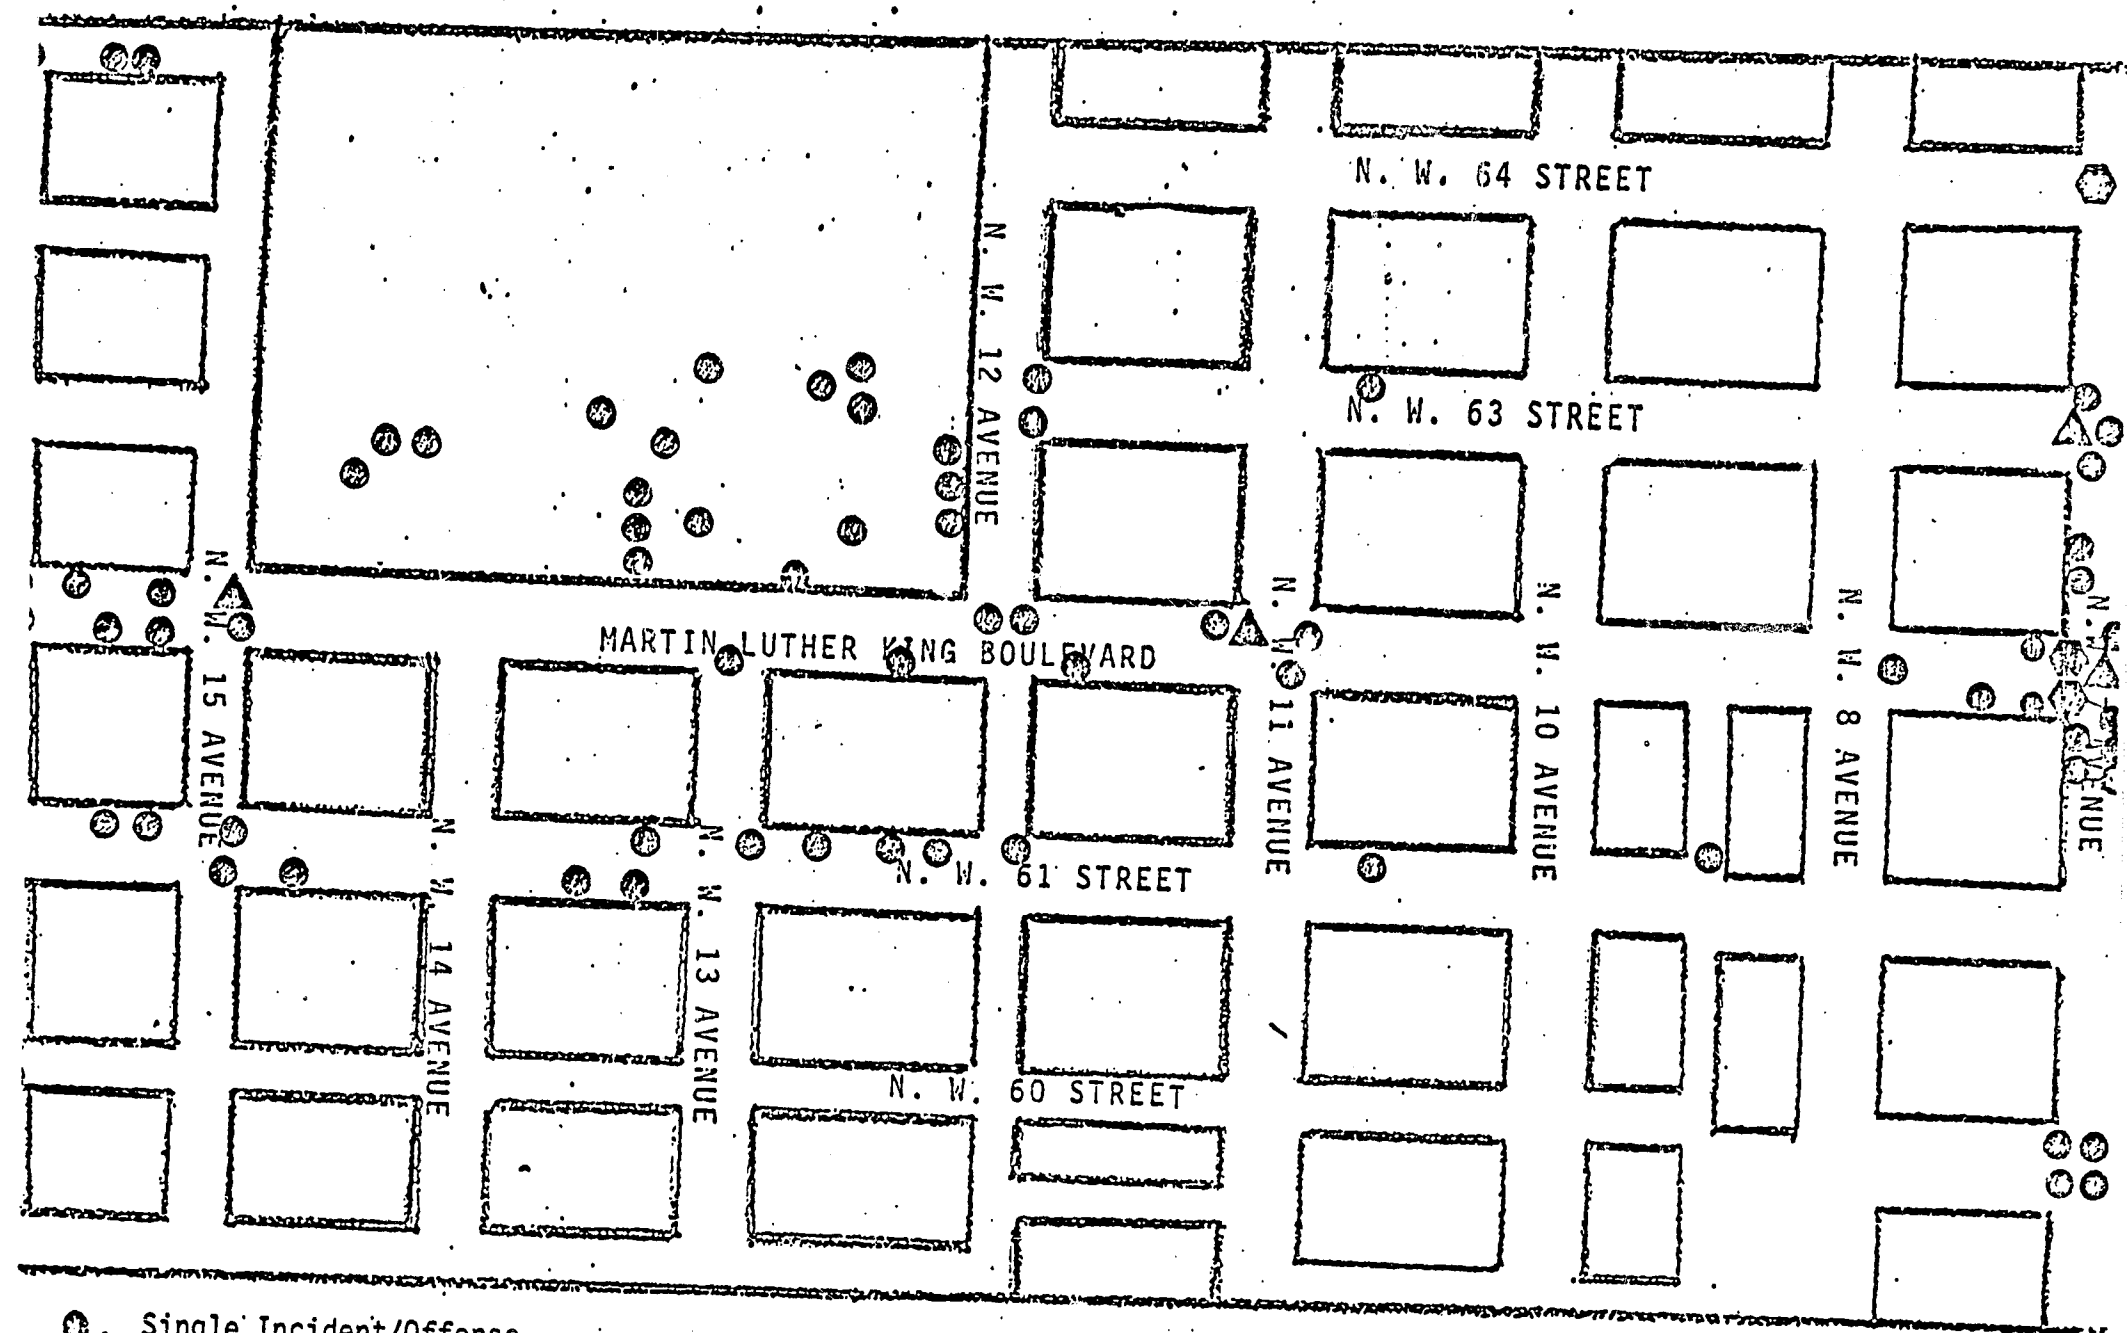 N. W. 64 STREET
N. W. 12 AVENUE
N. W. 63 STREET
MARTIN LUTHER KING BOULEVARD
N. W. 15 AVENUE
N. W. 11 AVENUE
N. W. 10 AVENUE
N. W. 8 AVENUE
N. W. AVENUE
N. W. 61 STREET
N. W. 14 AVENUE
N. W. 13 AVENUE
N. W. 60 STREET
Single Incident/Offense